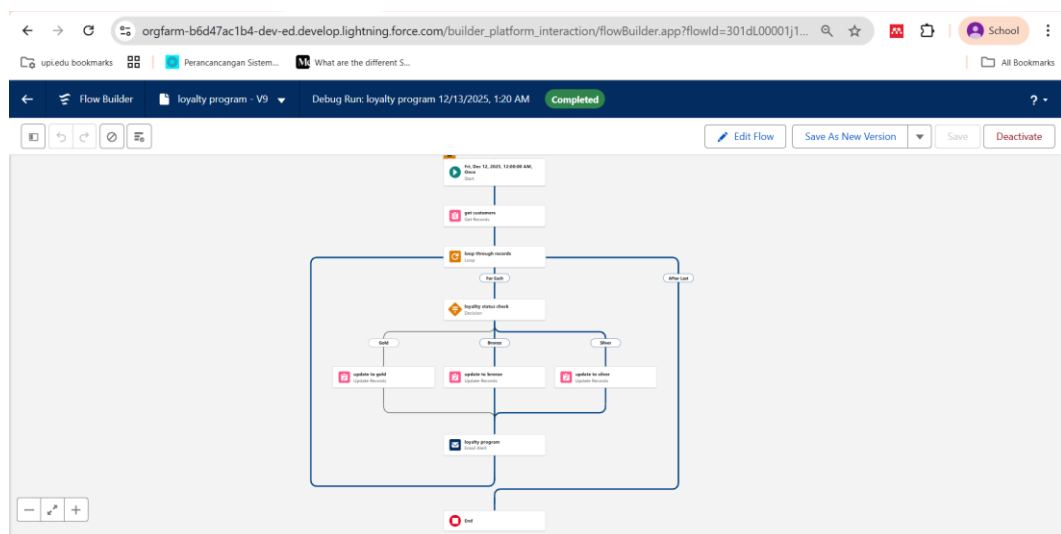 orgfarm-b6d47ac1b4-dev-ed.develop.lightning.force.com/builder_platform_interaction/flowBuilder.app?flowId=301dL00001j1...
School
upi.edu bookmarks
Perancancangan Sistem...
What are the different S...
All Bookmarks
Flow Builder
loyalty program - V9
Debug Run: loyalty program 12/13/2025, 1:20 AM
Completed
?
Edit Flow
Save As New Version
Save
Deactivate
Fri, Dec 12, 2025, 12:00:00 AM,
Once
Start
get customers
Get Records
loop through records
Loop
For Each
After Last
loyalty status check
Decision
Gold
Bronze
Silver
update to gold
Update Records
update to bronze
Update Records
update to silver
Update Records
loyalty program
Email Alert
End